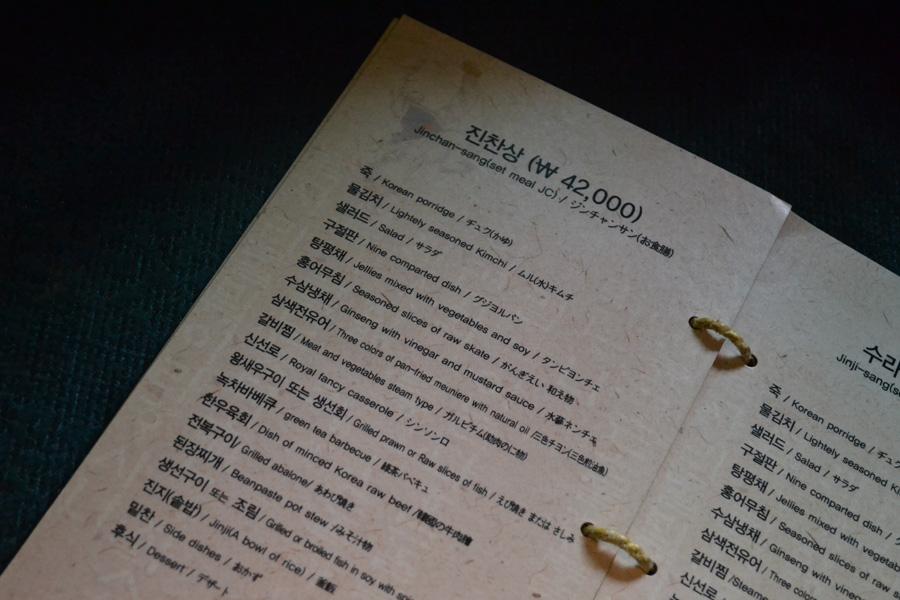 진찬상 (₩ 42,000)
Jinchan-sang(set meal JC) / ジンチャンサン(お食膳)
죽 / Korean porridge / ヂュク(かゆ)
물김치 / Lightely seasoned Kimchi / ムル(水)キムチ
샐러드 / Salad / サラダ
구절판 / Nine comparted dish / グジョルパン
탕평채 / Jellies mixed with vegetables and soy / タンピョンチェ
홍어무침 / Seasoned slices of raw skate / がんぎえい 和え物
수삼냉채 / Ginseng with vinegar and mustard sauce / 水蔘ネンチェ
삼색전유어 / Three colors of pan-fried meuniere with natural oil / 三色チヨン
갈비찜 / Meat and vegetables steam type / ガルビチム
신선로 / Royal fancy casserole / シンソンロ
왕새우구이 또는 생선회 / Grilled prawn or Raw slices of fish / えび焼き または さしみ
녹차바베큐 / green tea barbecue / 緑茶バベキュ
한우육회 / Dish of minced Korea raw beef /
전복구이 / Grilled abalone / あわび焼き
된장찌개 / Beanpaste pot stew / みそ汁物
생선구이 또는 조림 / Grilled or broiled fish in soy with
진지(솥밥) / Jinji(A bowl of rice) / 釜飯
밑찬 / Side dishes / おかず
후식 / Dessert / デザート
수라
Jinji-sang(se
죽 / Korean porridge / ヂュク
물김치 / Lightely seasoned Ki
샐러드 / Salad / サラダ
구절판 / Nine comparted dish /
탕평채 / Jellies mixed with vegetab
홍어무침 / Seasoned slices of raw
수삼냉채 / Ginseng with vinega
삼색전유어 / Three colors
갈비찜 / Steame
신선로